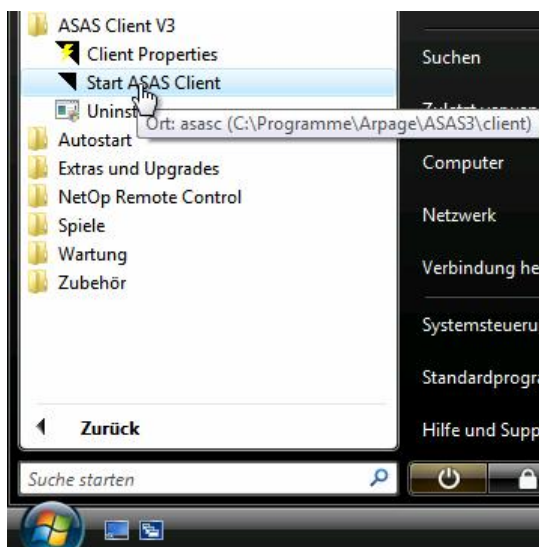 ASAS Client V3
Client Properties
Start ASAS Client
Ort: asasc (C:\Programme\Arpage\ASAS3\client)
Autostart
Extras und Upgrades
NetOp Remote Control
Spiele
Wartung
Zubehör
Zurück
Suche starten
Suchen
Computer
Netzwerk
Verbindung he
Systemsteueru
Standardprogra
Hilfe und Supp